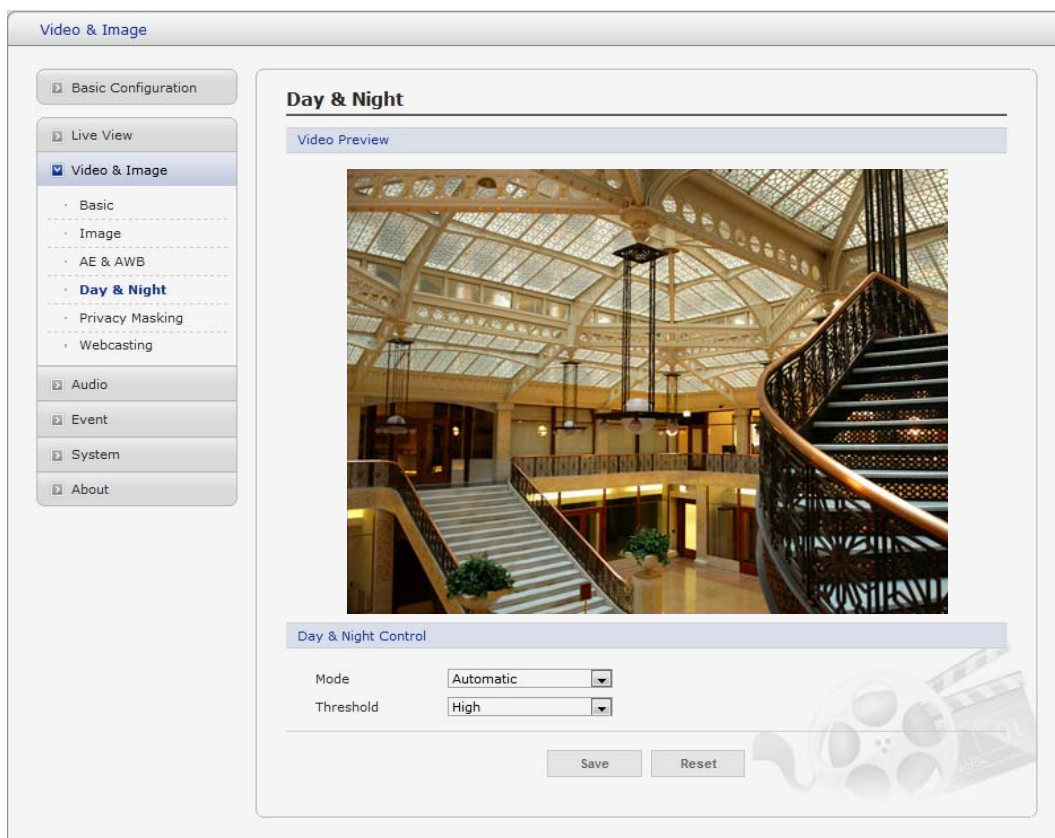 Video & Image
Basic Configuration
Live View
Video & Image
Basic
Image
AE & AWB
Day & Night
Privacy Masking
Webcasting
Audio
Event
System
About
Day & Night
Video Preview
Day & Night Control
Mode Automatic
Threshold High
Save Reset